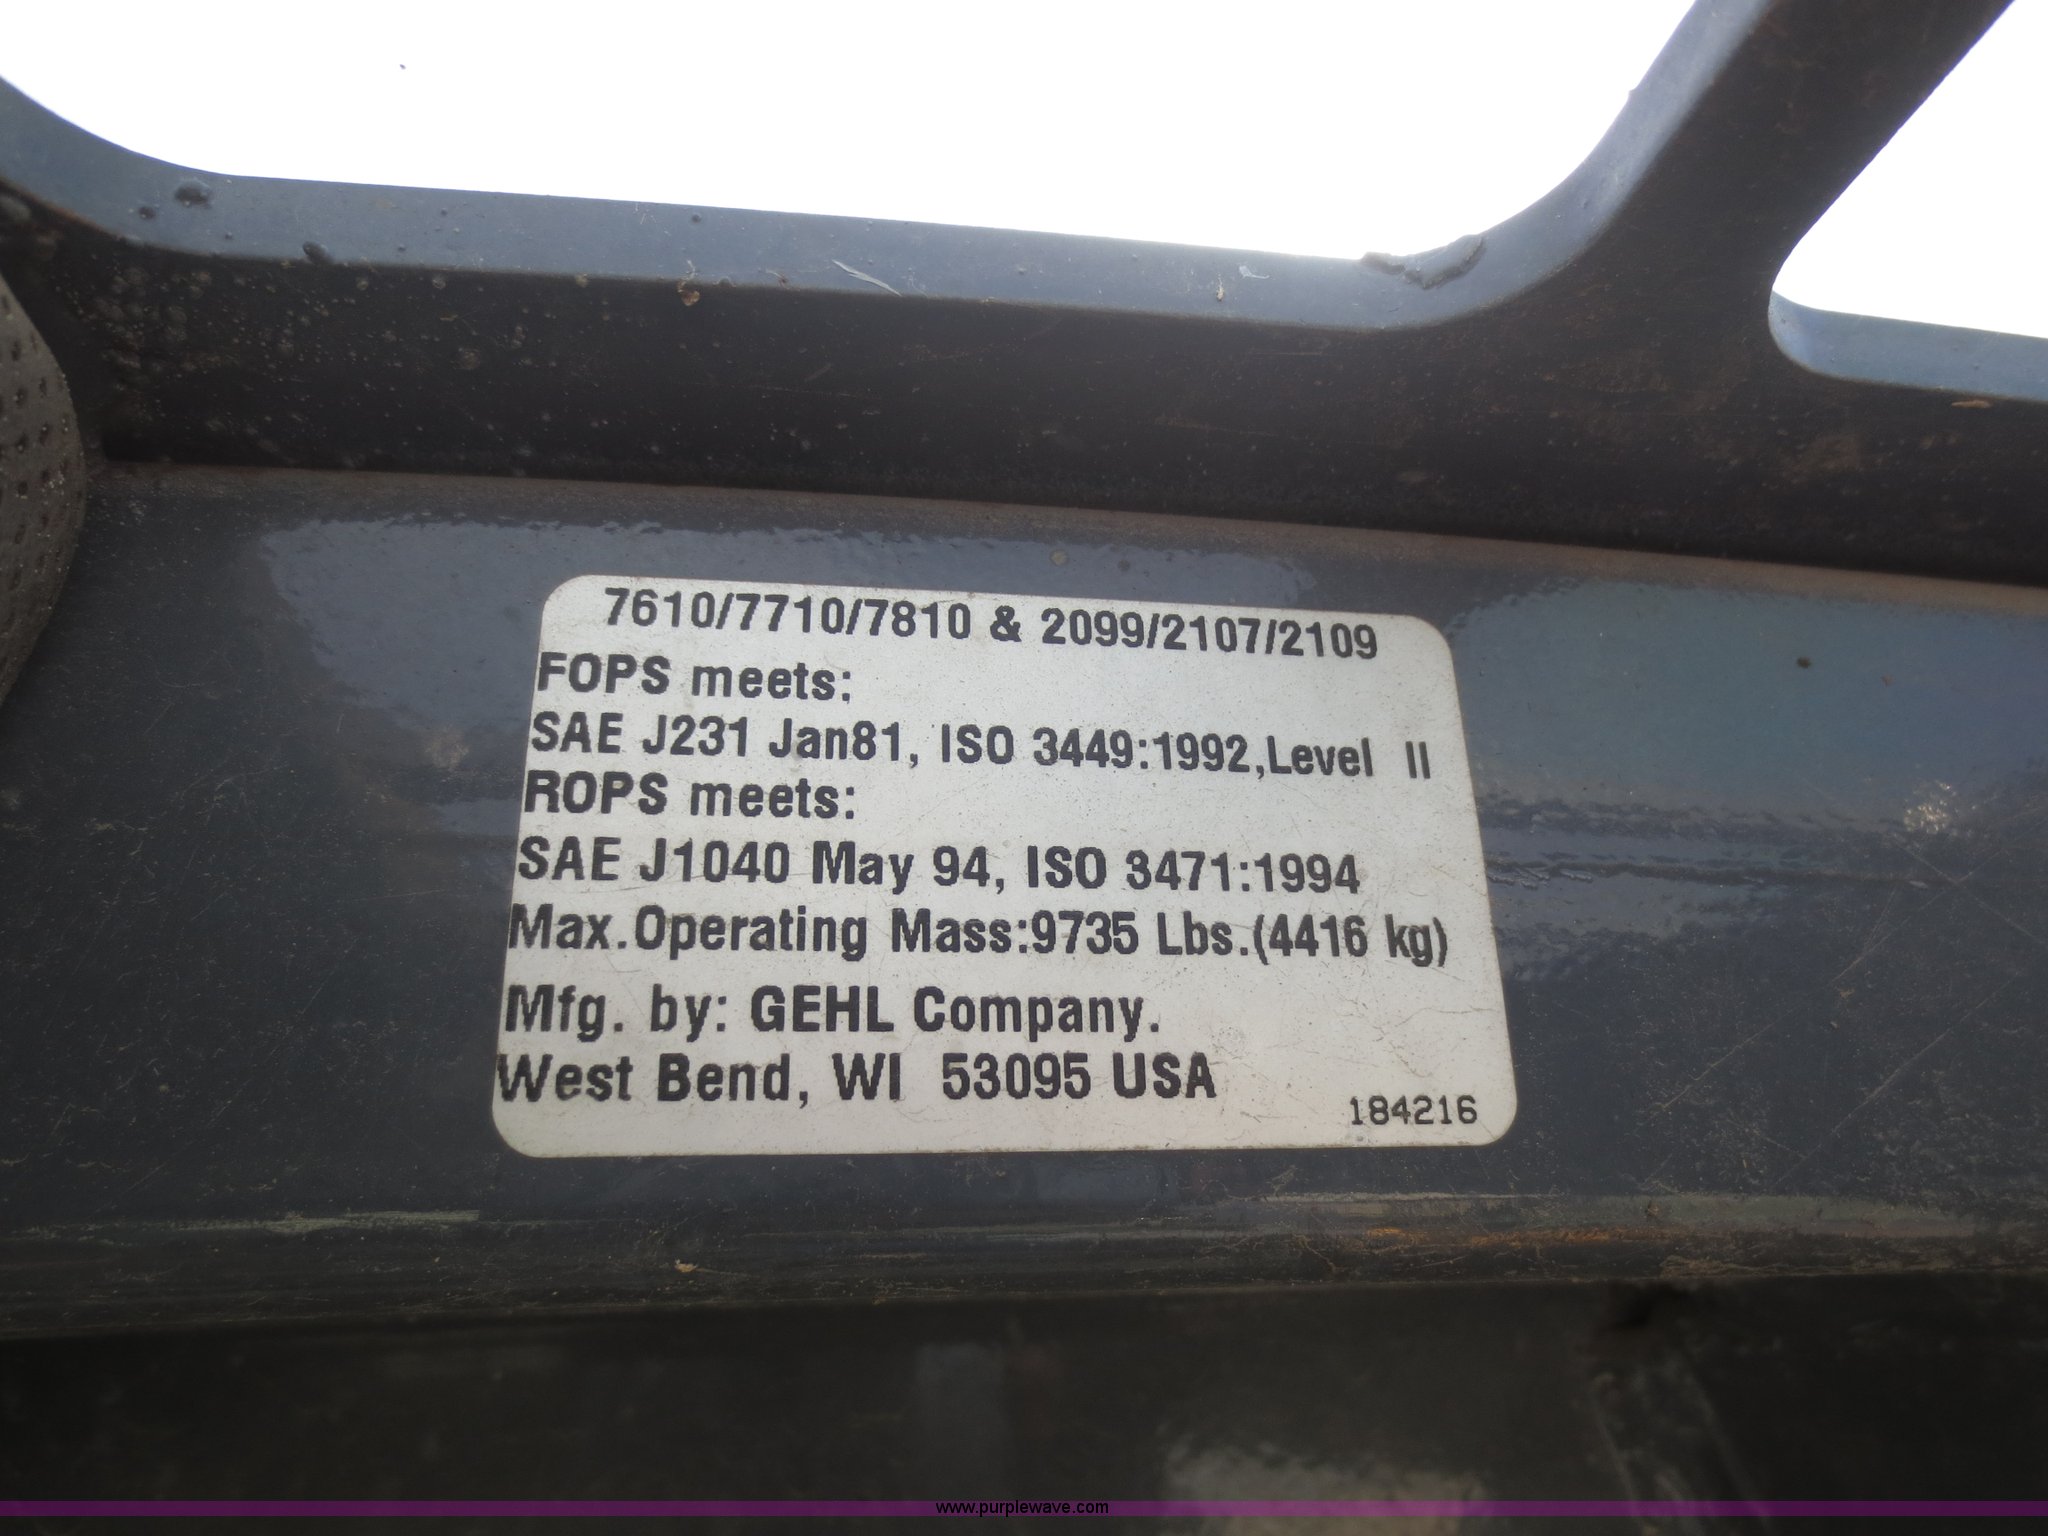 7610/7710/7810 & 2099/2107/2109
FOPS meets:
SAE J231 Jan81, ISO 3449:1992,Level II
ROPS meets:
SAE J1040 May 94, ISO 3471:1994
Max.Operating Mass:9735 Lbs.(4416 kg)
Mfg. by: GEHL Company.
West Bend, WI 53095 USA
184216
www.purplewave.com